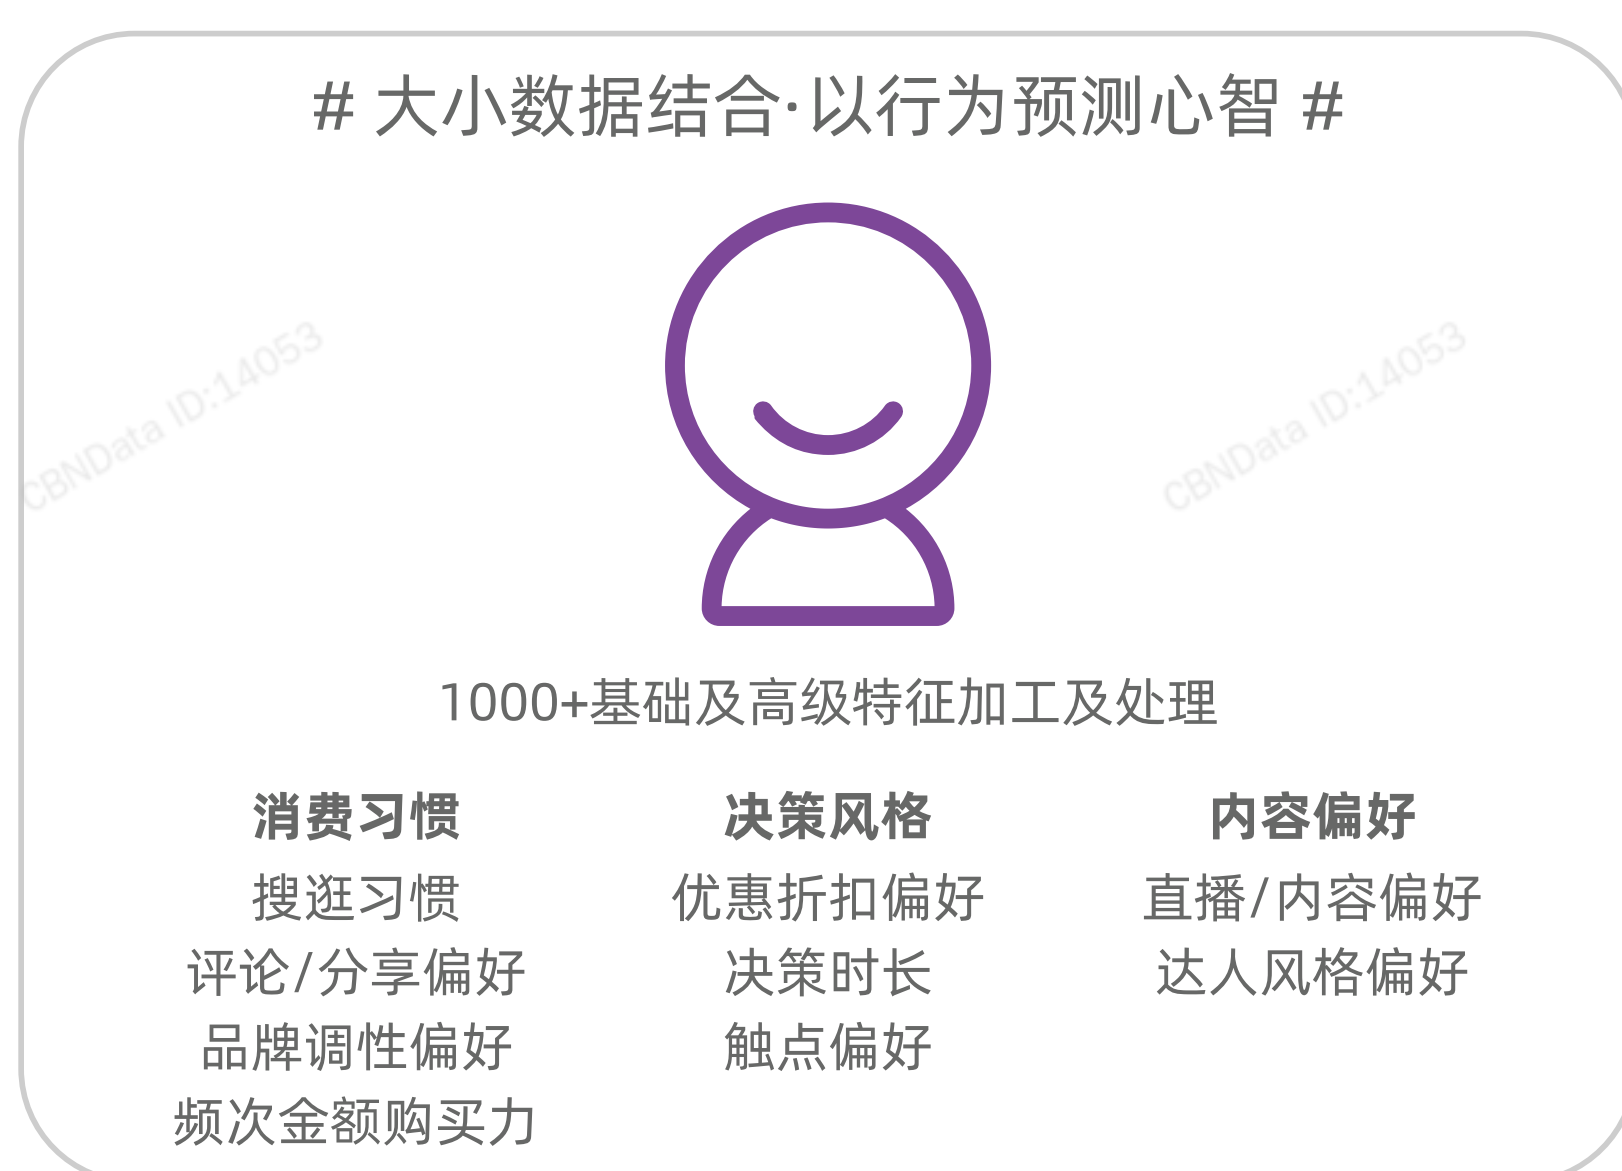 # 大小数据结合·以行为预测心智 #
CBNData ID:14053
CBNData ID:14053
1000+基础及高级特征加工及处理
消费习惯
搜逛习惯
评论/分享偏好
品牌调性偏好
频次金额购买力
决策风格
优惠折扣偏好
决策时长
触点偏好
内容偏好
直播/内容偏好
达人风格偏好